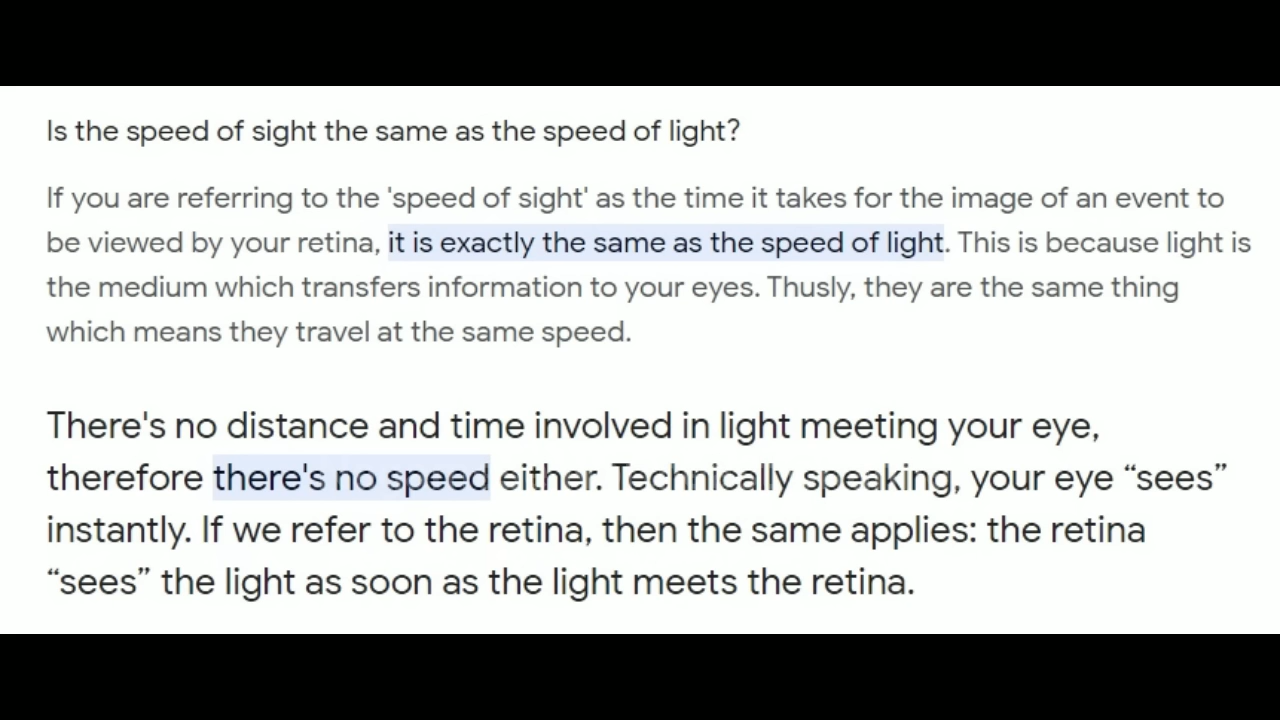 Is the speed of sight the same as the speed of light?
If you are referring to the 'speed of sight' as the time it takes for the image of an event to
be viewed by your retina, it is exactly the same as the speed of light. This is because light is
the medium which transfers information to your eyes. Thusly, they are the same thing
which means they travel at the same speed.
There's no distance and time involved in light meeting your eye,
therefore there's no speed either. Technically speaking, your eye “sees”
instantly. If we refer to the retina, then the same applies: the retina
“sees” the light as soon as the light meets the retina.